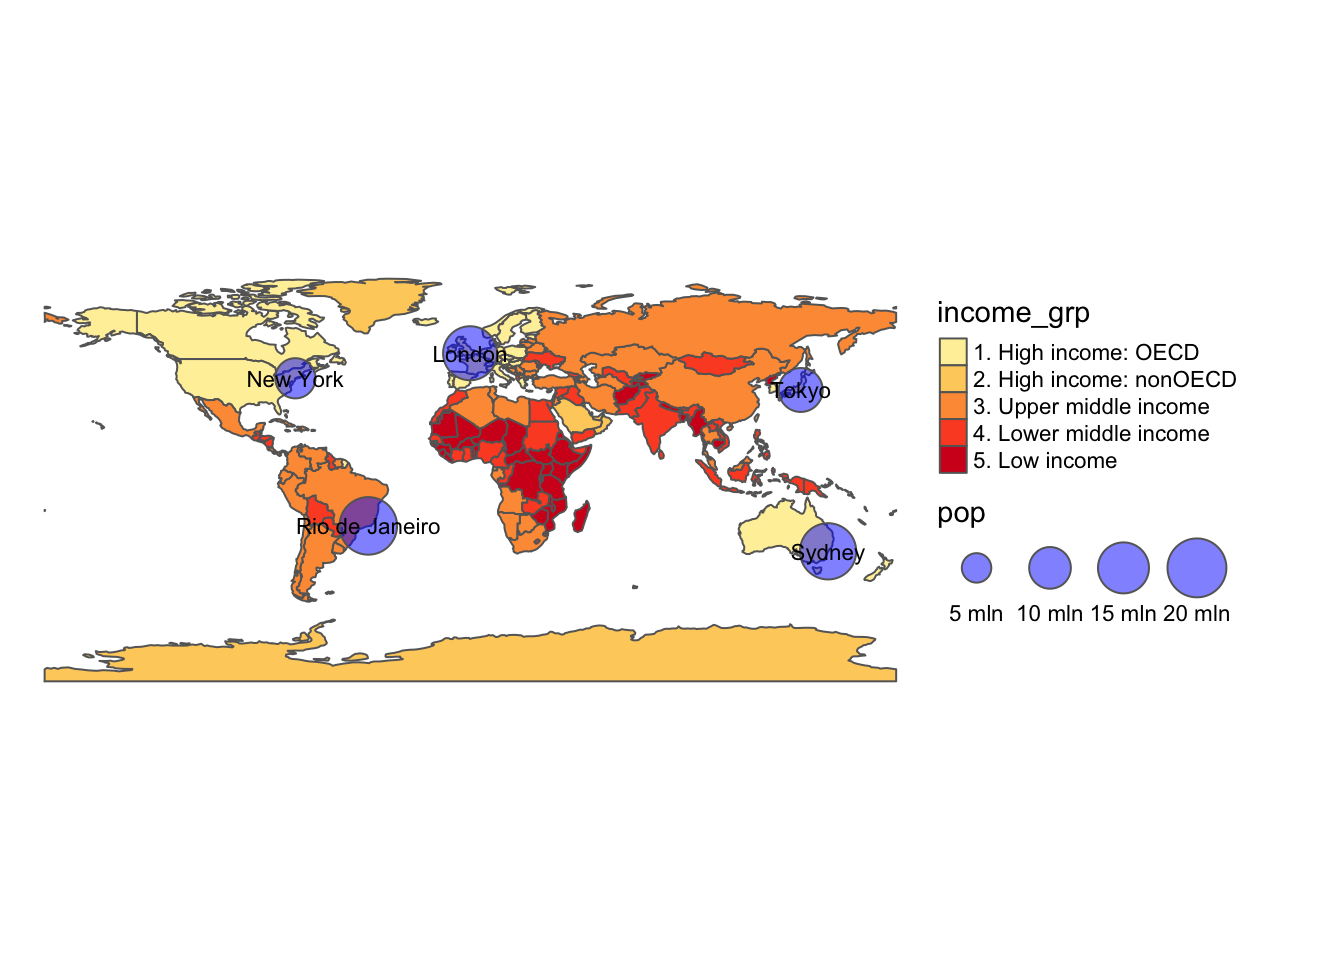 London
New York
Tokyo
Rio de Janeiro
Sydney
income_grp
1. High income: OECD
2. High income: nonOECD
3. Upper middle income
4. Lower middle income
5. Low income
pop
5 mln 10 mln 15 mln 20 mln